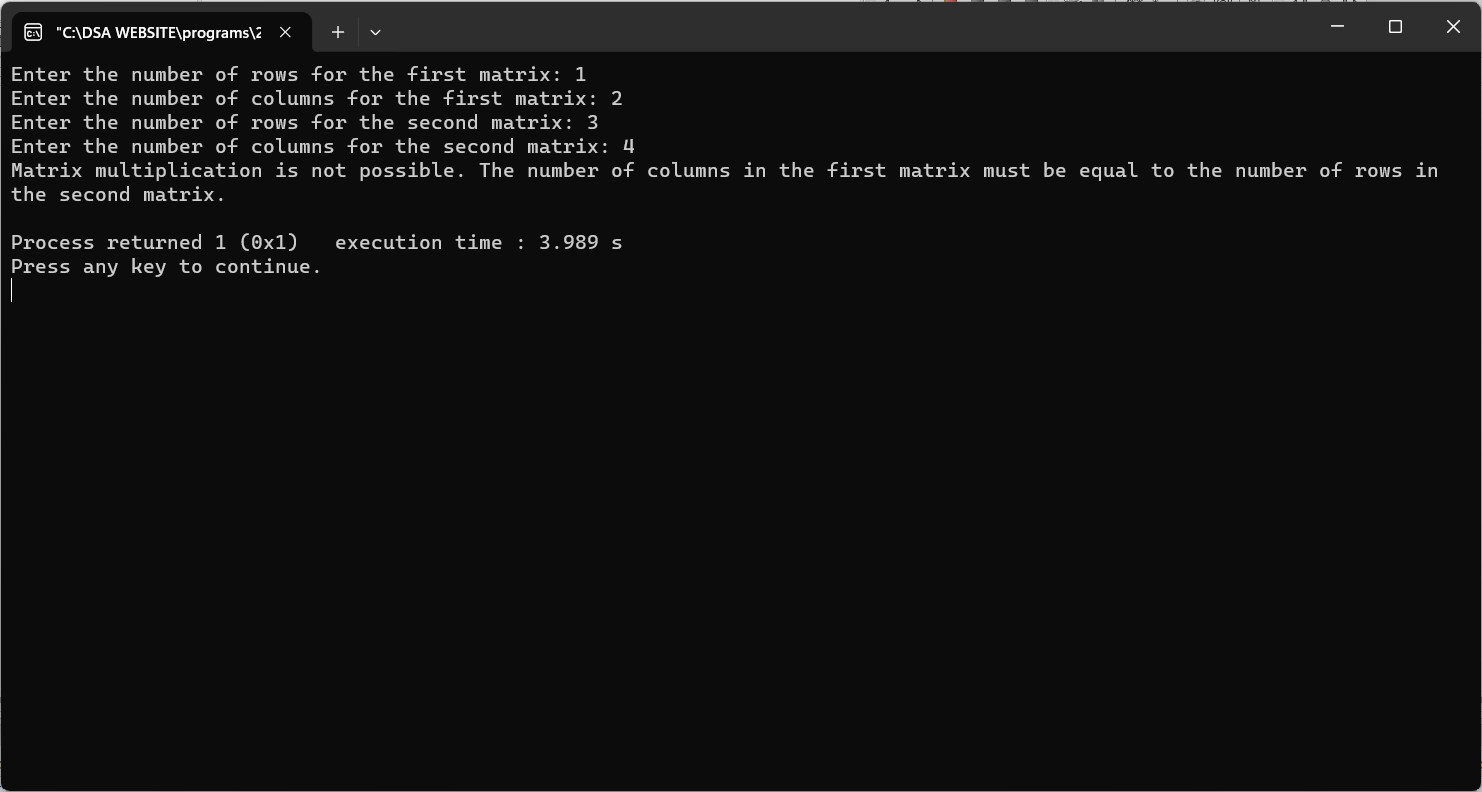 "C:\DSA WEBSITE\programs\2
Enter the number of rows for the first matrix: 1
Enter the number of columns for the first matrix: 2
Enter the number of rows for the second matrix: 3
Enter the number of columns for the second matrix: 4
Matrix multiplication is not possible. The number of columns in the first matrix must be equal to the number of rows in
the second matrix.
Process returned 1 (0x1)   execution time : 3.989 s
Press any key to continue.